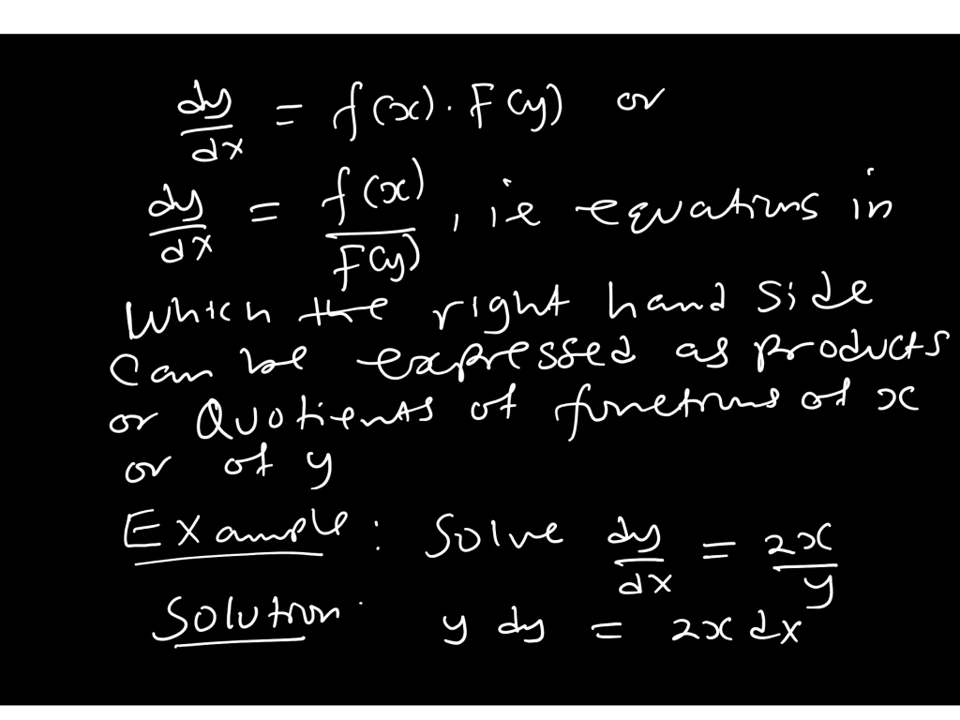 dy/dx = f(x) · F(y) or
dy/dx = f(x)/F(y), ie equations in
which the right hand side
Can be expressed as products
or Quotients of functions of x
or of y
Example: Solve dy/dx = 2x/y
Solution: y dy = 2x dx